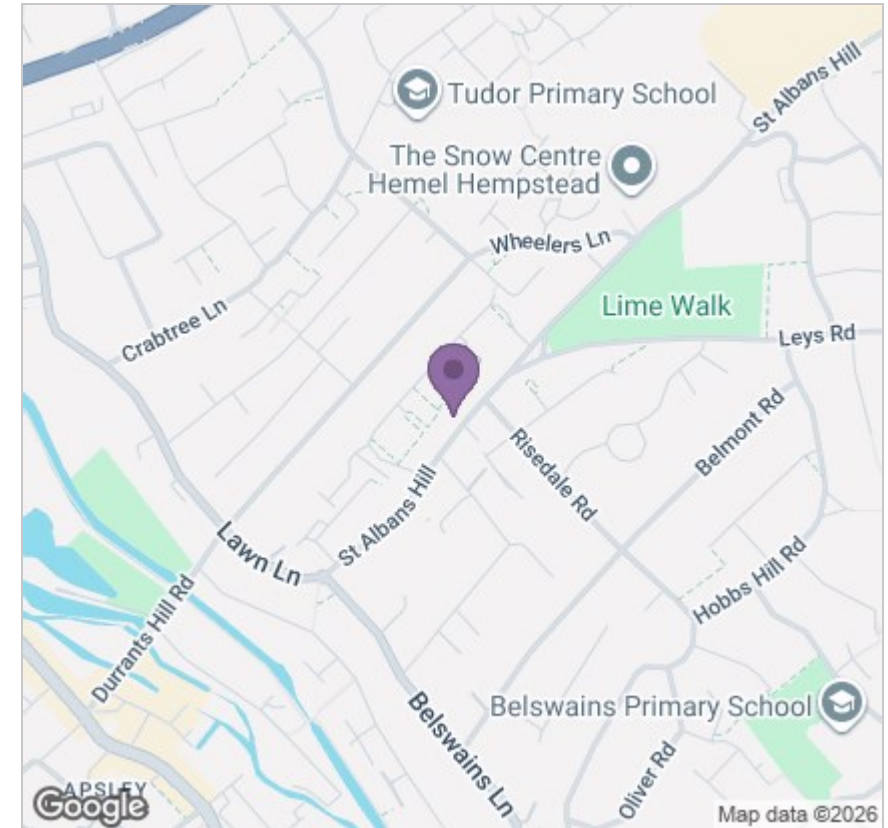 St Albans Hill
Tudor Primary School
The Snow Centre
Hemel Hempstead
Wheelers Ln
Lime Walk
Leys Rd
Crabtree Ln
Belmont Rd
Risedale Rd
St Albans Hill
Lawn Ln
Hobbs Hill Rd
Durrants Hill Rd
Belswains Primary School
Belswains Ln
Oliver Rd
APSLEY
Google
Map data ©2026